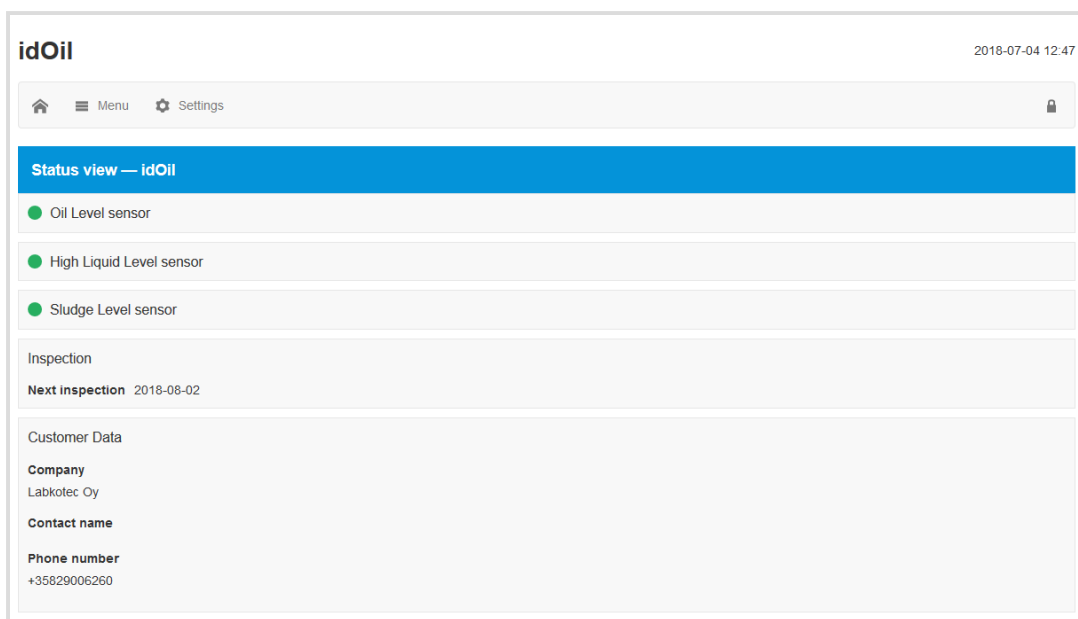 idOil
2018-07-04 12:47
Menu Settings
Status view — idOil
Oil Level sensor
High Liquid Level sensor
Sludge Level sensor
Inspection
Next inspection 2018-08-02
Customer Data
Company
Labkotec Oy
Contact name
Phone number
+35829006260